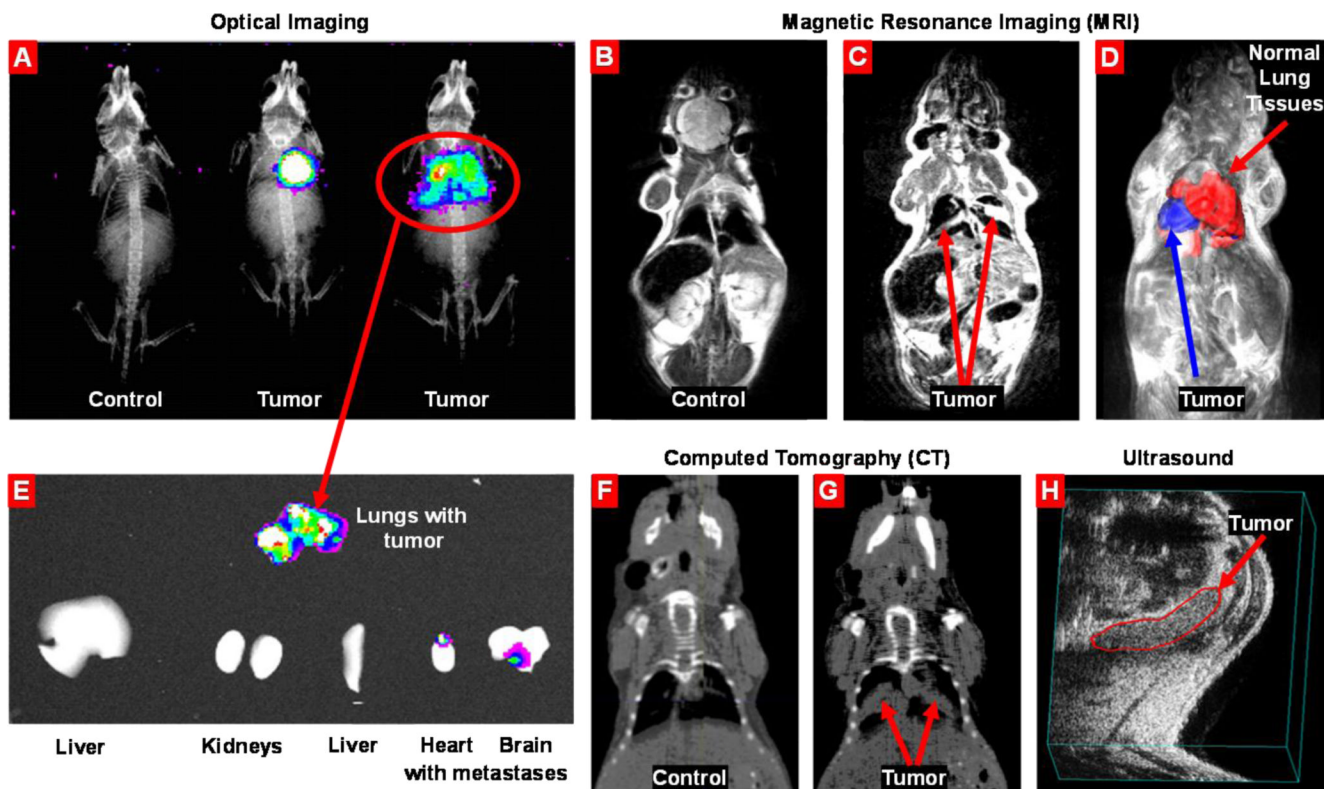 Optical Imaging
Magnetic Resonance Imaging (MRI)
A
Control
Tumor
Tumor
B
Control
C
Tumor
D
Normal
Lung
Tissues
Tumor
E
Lungs with
tumor
Liver
Kidneys
Liver
Heart
Brain
with metastases
Computed Tomography (CT)
F
Control
G
Tumor
Ultrasound
H
Tumor